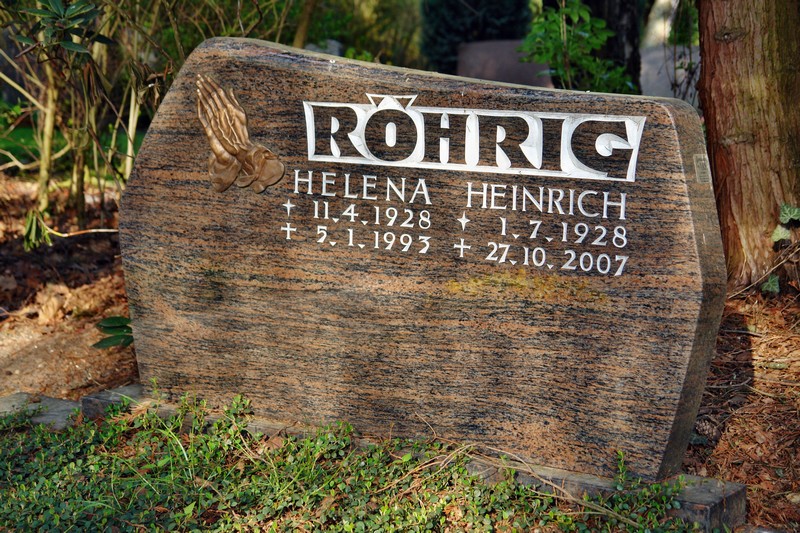 RÖHRIG
HELENA HEINRICH
✦ 11.4.1928 ✦ 1.7.1928
✝ 5.1.1993 ✝ 27.10.2007